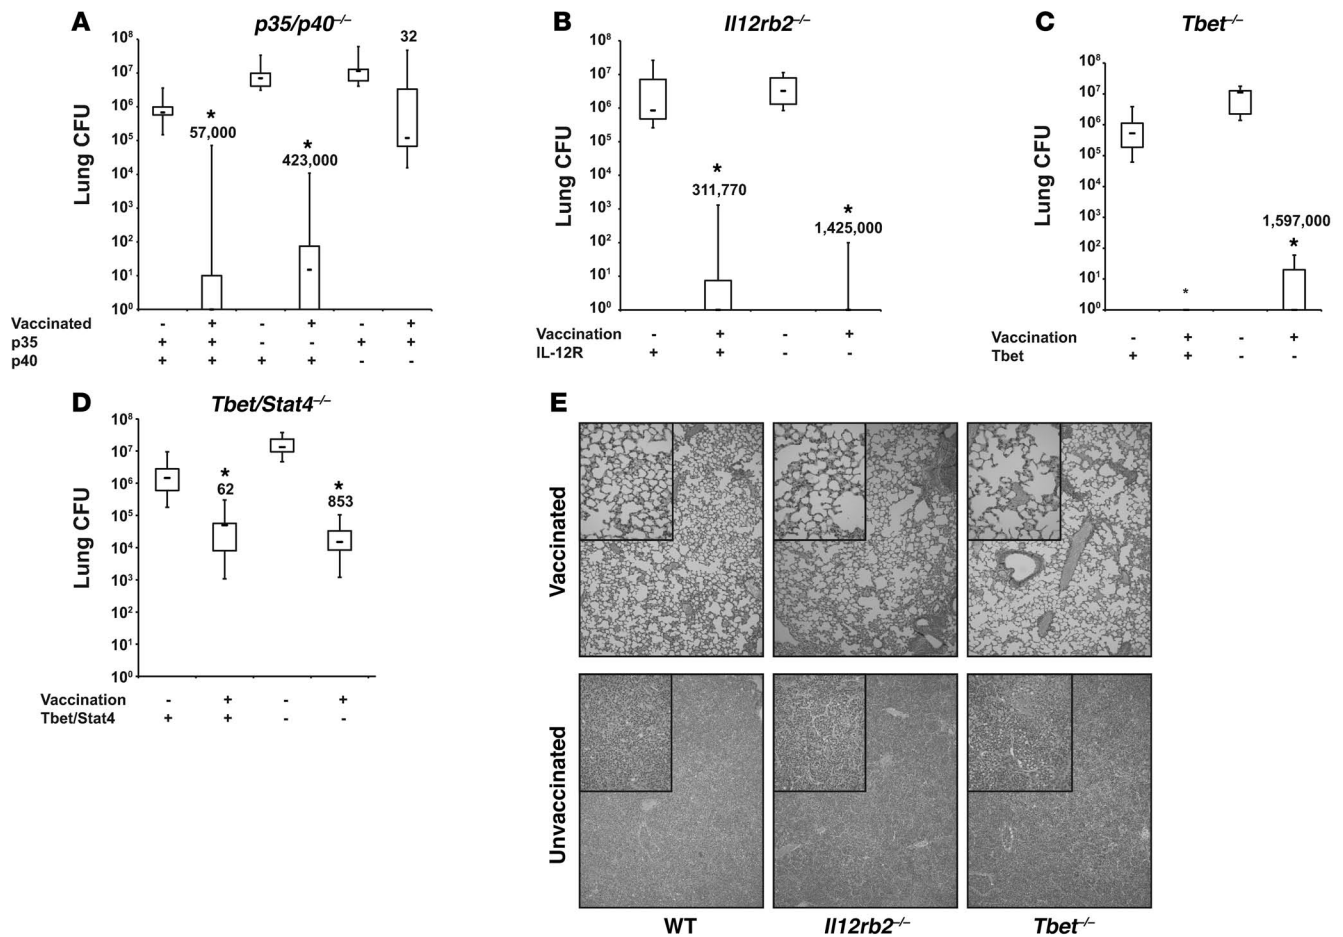 A
p35/p40–/–
Lung CFU
10⁸
10⁷
10⁶
10⁵
10⁴
10³
10²
10¹
10⁰
*
57,000
*
423,000
32
Vaccinated - + - + - +
p35 + + - - + +
p40 + + + + - -
B
Il12rb2–/–
Lung CFU
10⁸
10⁷
10⁶
10⁵
10⁴
10³
10²
10¹
10⁰
*
311,770
*
1,425,000
Vaccination - + - +
IL-12R + + - -
C
Tbet–/–
Lung CFU
10⁸
10⁷
10⁶
10⁵
10⁴
10³
10²
10¹
10⁰
*
1,597,000
*
Vaccination - + - +
Tbet + + - -
D
Tbet/Stat4–/–
Lung CFU
10⁸
10⁷
10⁶
10⁵
10⁴
10³
10²
10¹
10⁰
*
62
*
853
Vaccination - + - +
Tbet/Stat4 + + - -
E
Vaccinated
Unvaccinated
WT
Il12rb2–/–
Tbet–/–